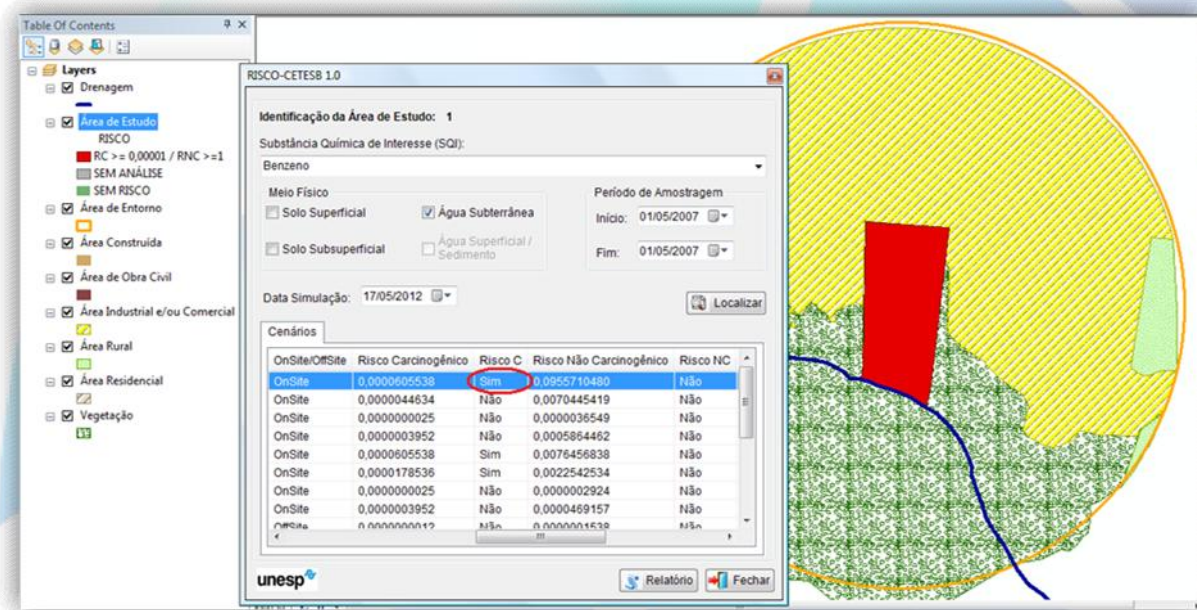 Table Of Contents
Layers
Drenagem
Área de Estudo
RISCO
RC >= 0,00001 / RNC >=1
SEM ANÁLISE
SEM RISCO
Área de Entorno
Área Construída
Área de Obra Civil
Área Industrial e/ou Comercial
Área Rural
Área Residencial
Vegetação
RISCO-CETESB 1.0
Identificação da Área de Estudo: 1
Substância Química de Interesse (SQI):
Benzeno
Meio Físico
Solo Superficial
Água Subterrânea
Solo Subsuperficial
Água Superficial /
Sedimento
Período de Amostragem
Início: 01/05/2007
Fim: 01/05/2007
Data Simulação: 17/05/2012
Localizar
Cenários
OnSite/OffSite Risco Carcinogênico Risco C Risco Não Carcinogênico Risco NC
OnSite 0,0000605538 Sim 0,0955710480 Não
OnSite 0,0000044634 Não 0,0070445419 Não
OnSite 0,0000000025 Não 0,0000036549 Não
OnSite 0,0000003952 Não 0,0005864462 Não
OnSite 0,0000605538 Sim 0,0076456838 Não
OnSite 0,0000178536 Sim 0,0022542534 Não
OnSite 0,0000000025 Não 0,0000002924 Não
OnSite 0,0000003952 Não 0,0000469157 Não
OffSite 0,0000000012 Não 0,0000001538 Não
unesp
Relatório
Fechar